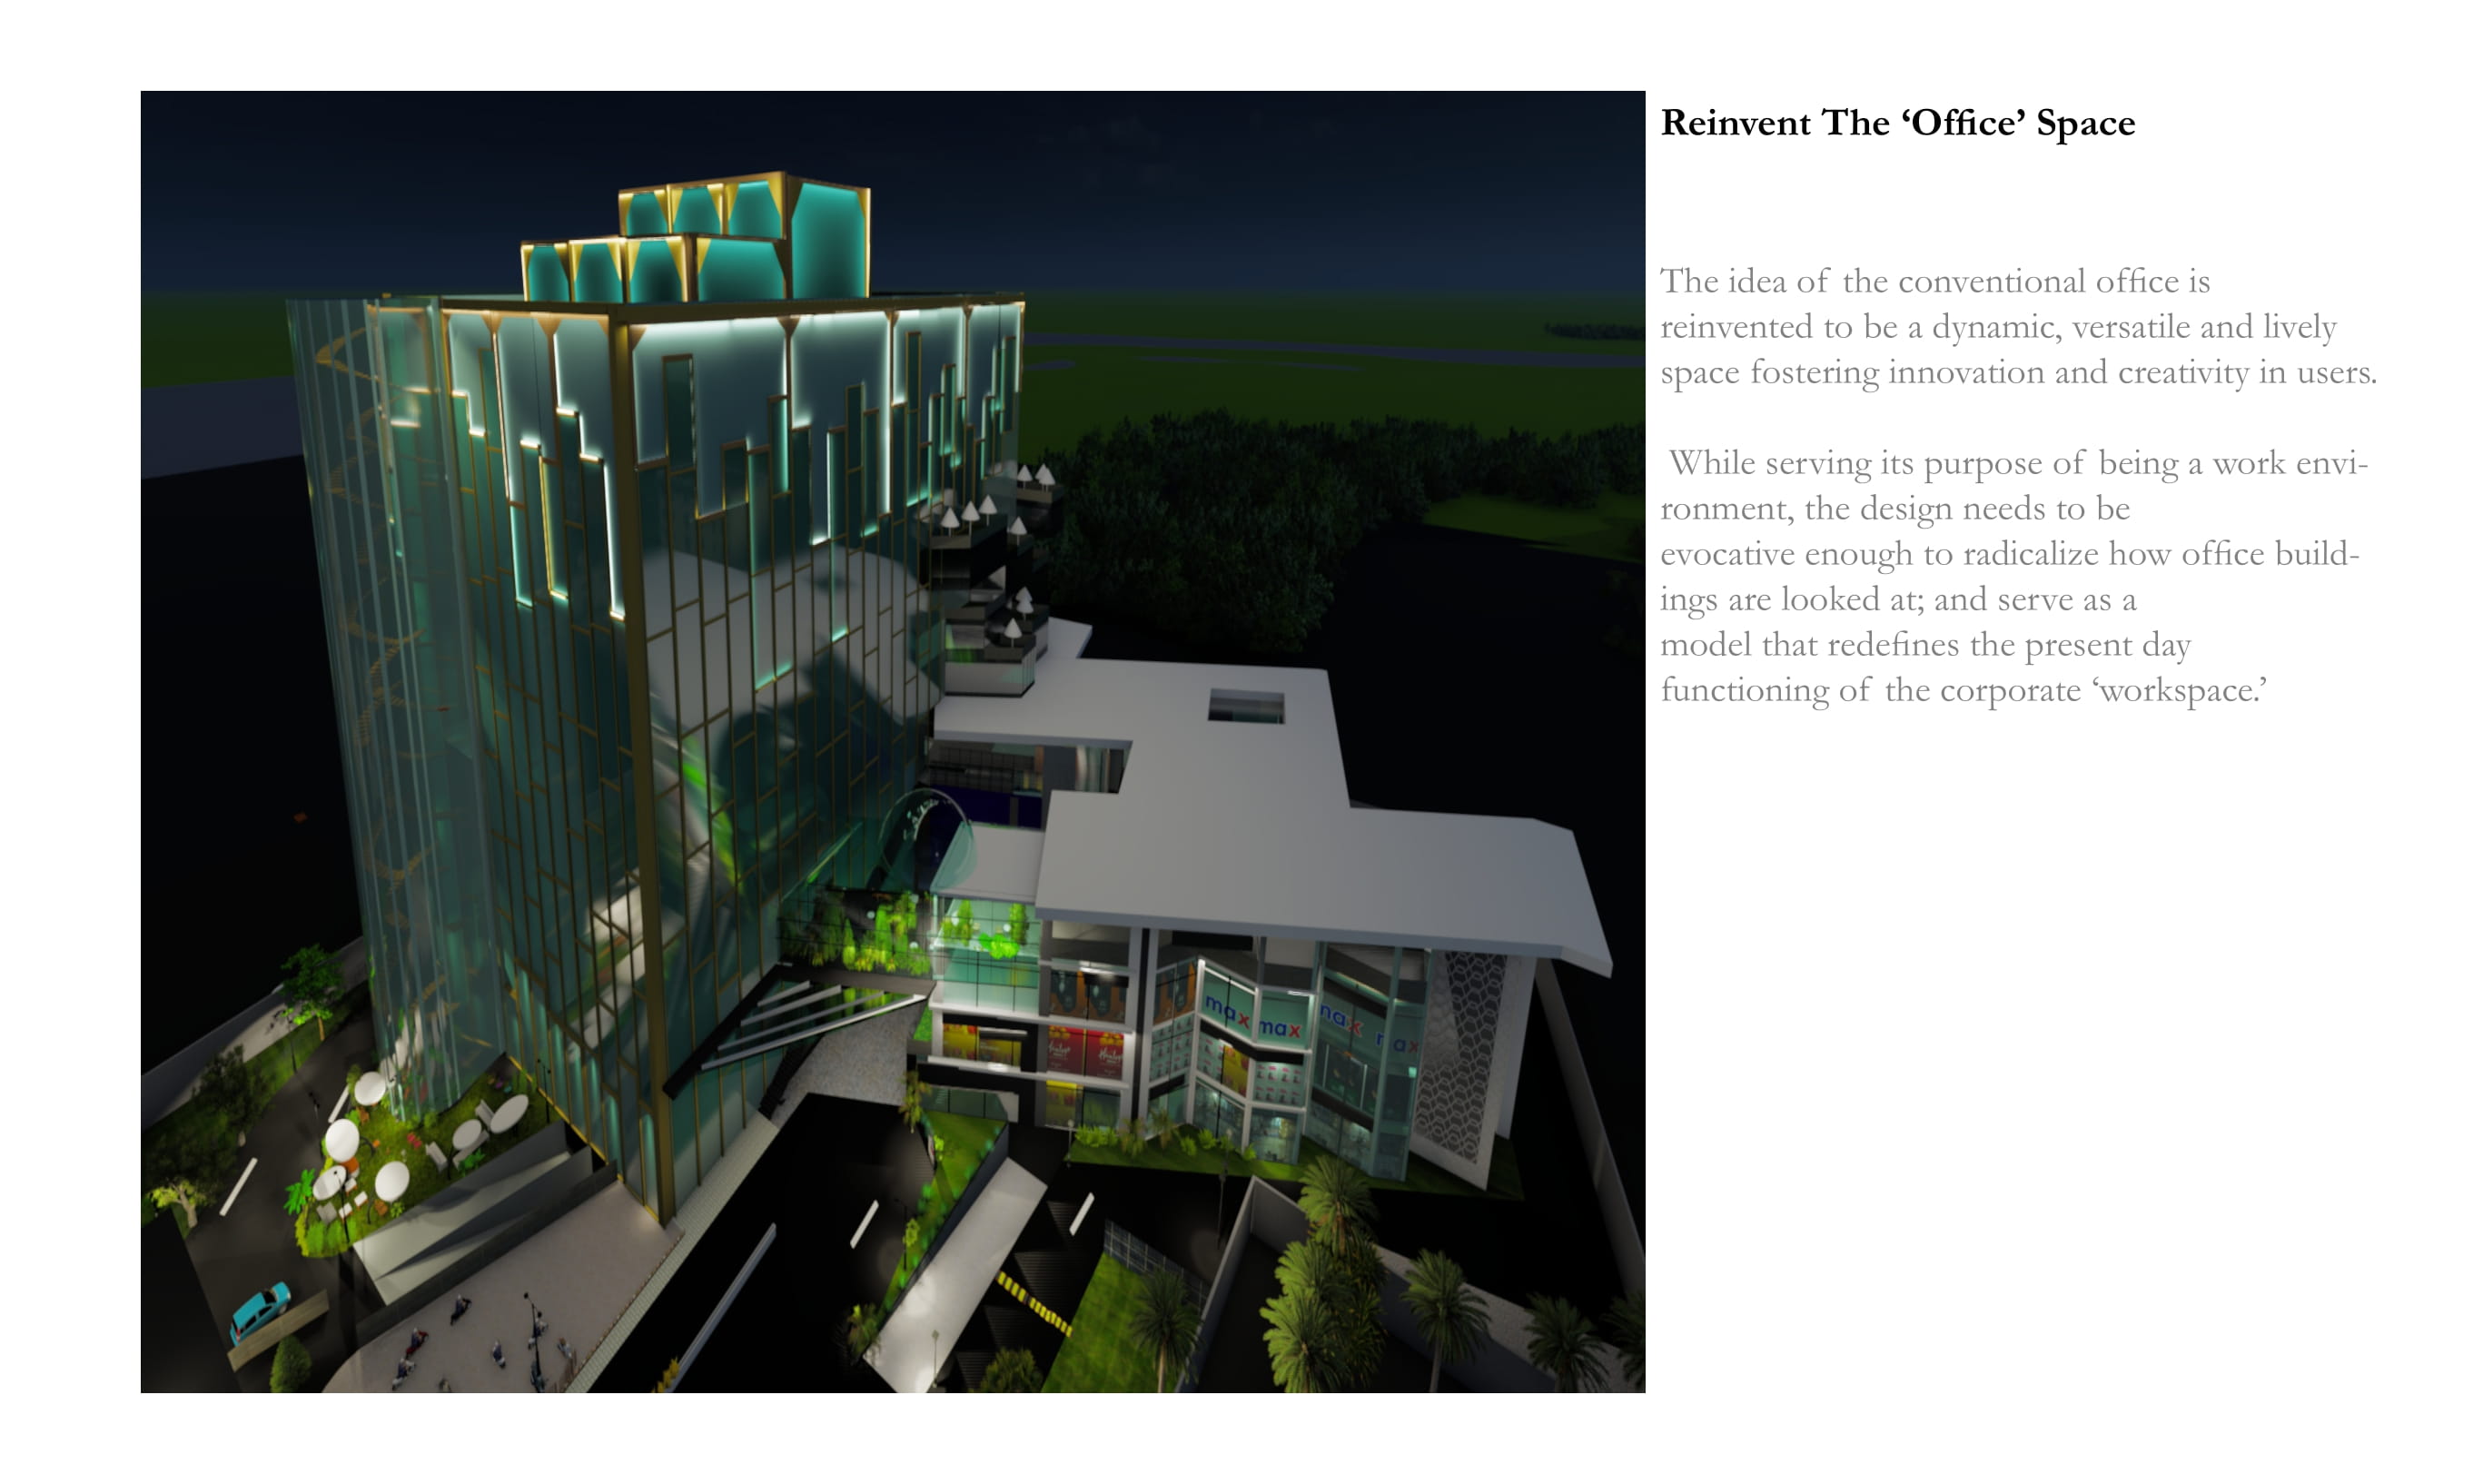 Reinvent The ‘Office’ Space
The idea of the conventional office is
reinvented to be a dynamic, versatile and lively
space fostering innovation and creativity in users.
While serving its purpose of being a work envi-
ronment, the design needs to be
evocative enough to radicalize how office build-
ings are looked at; and serve as a
model that redefines the present day
functioning of the corporate ‘workspace.’
max
max
max
max